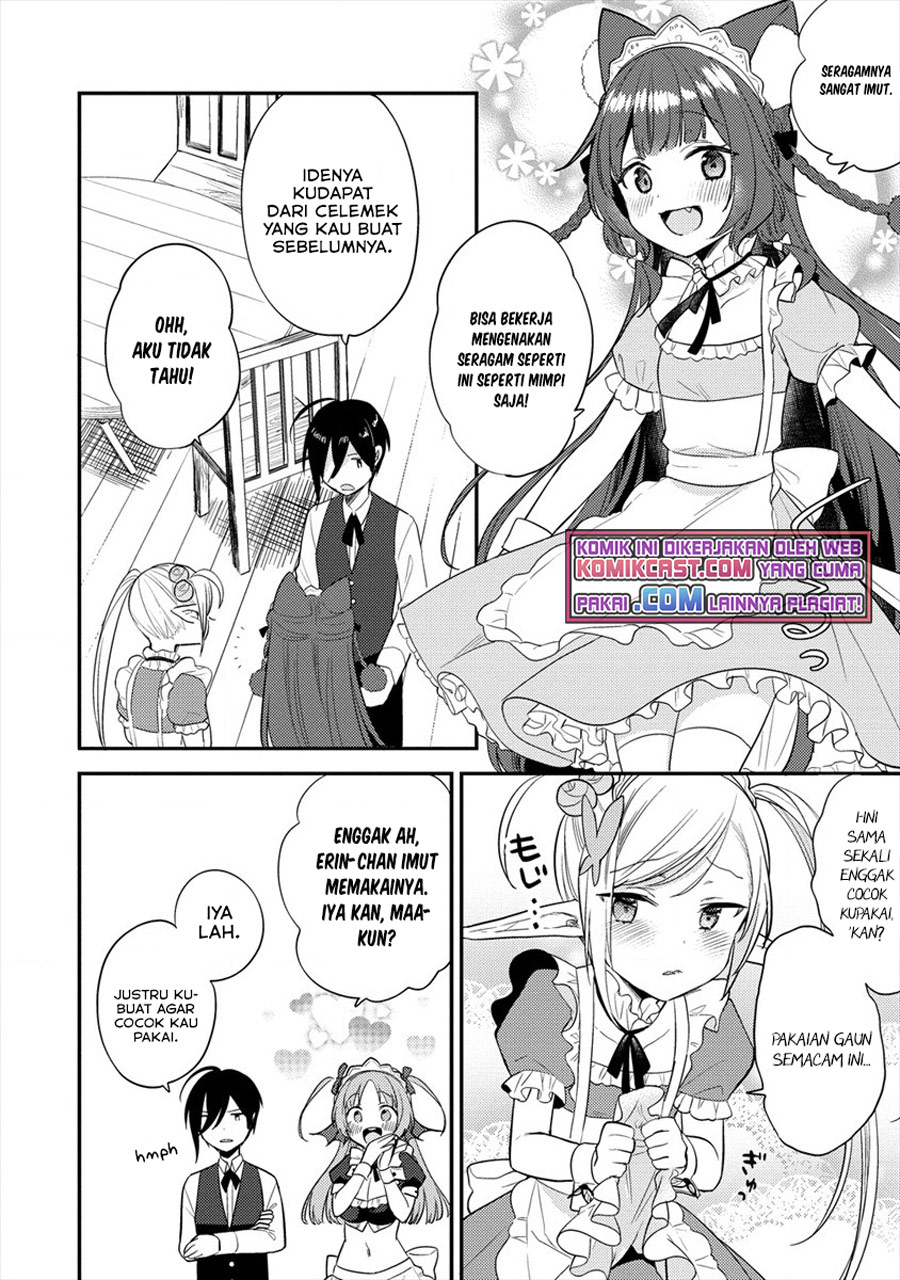 SERAGAMNYA
SANGAT IMUT.
BISA BEKERJA
MENGENAKAN
SERAGAM SEPERTI
INI SEPERTI MIMPI
SAJA!
IDENYA
KUDAPAT
DARI CELEMEK
YANG KAU BUAT
SEBELUMNYA.
OHH,
AKU TIDAK
TAHU!
KOMIK INI DIKERJAKAN OLEH WEB
KOMIKCAST.COM YANG CUMA
PAKAI .COM LAINNYA PLAGIAT!
HNI
SAMA
SEKALI
ENGGAK
COCOK
KUPAKAI,
'KAN?
もじ…
PAKAIAN GAUN
SEMACAM INI...
ENGGAK AH,
ERIN-CHAN IMUT
MEMAKAINYA.
IYA KAN, MAA-
KUN?
IYA
LAH.
JUSTRU KU-
BUAT AGAR
COCOK KAU
PAKAI.
hmph